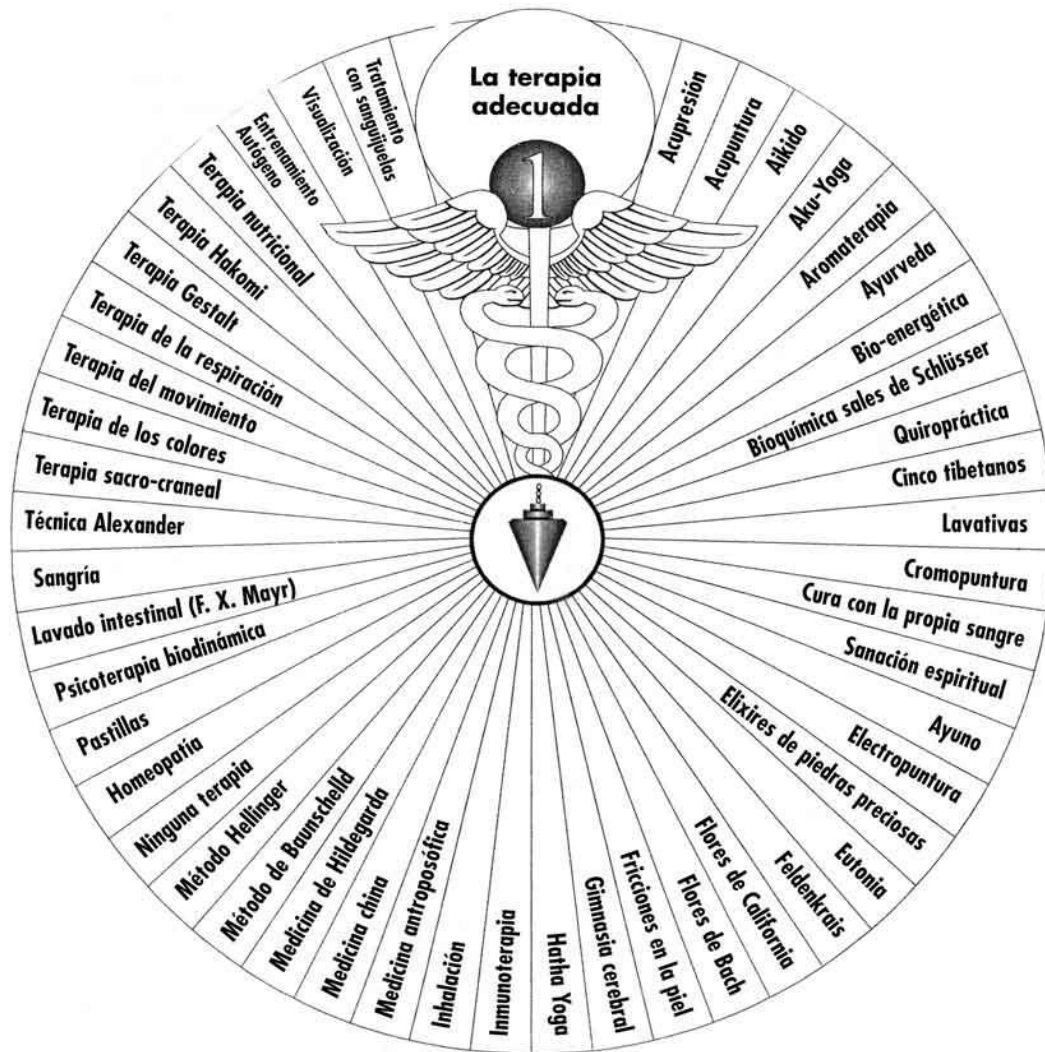 La terapia
adecuada
1
Acupresión
Acupuntura
Aikido
Aku-Yoga
Aromaterapia
Ayurveda
Bio-energética
Bioquímica sales de Schlüsser
Quiropráctica
Cinco tibetanos
Lavativas
Cromopuntura
Cura con la propia sangre
Sanación espiritual
Ayuno
Electropuntura
Elixires de piedras preciosas
Eutonia
Feldenkrais
Flores de California
Flores de Bach
Fricciones en la piel
Gimnasia cerebral
Hatha Yoga
Inmunoterapia
Inhalación
Medicina antroposófica
Medicina china
Medicina de Hildegarda
Método de Baunschelld
Método Hellinger
Ninguna terapia
Homeopatía
Pastillas
Psicoterapia biodinámica
Lavado intestinal (F. X. Mayr)
Sangría
Técnica Alexander
Terapia sacro-craneal
Terapia de los colores
Terapia del movimiento
Terapia de la respiración
Terapia Gestalt
Terapia Hakomi
Terapia nutricional
Entrenamiento
Autógeno
Visualización
Tratamiento
con sanguijuelas